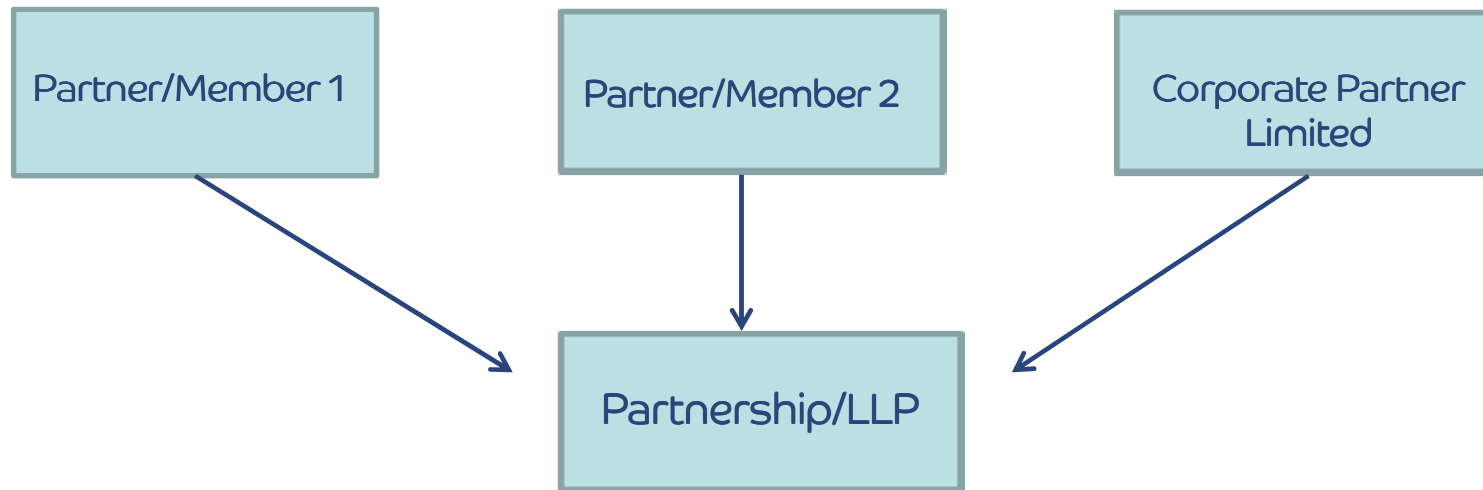 Partner/Member 1
Partner/Member 2
Corporate Partner
Limited
Partnership/LLP